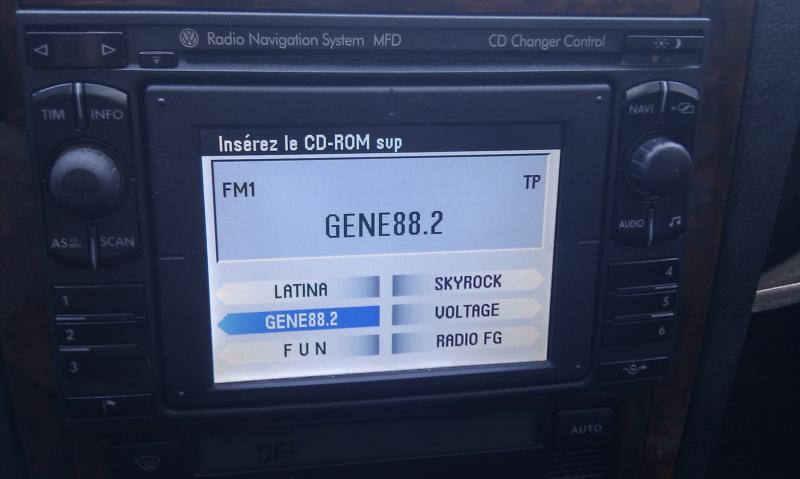 Radio Navigation System MFD
CD Changer Control
TIM
INFO
NAVI
Insérez le CD-ROM sup
FM1
TP
GENE88.2
AS
SCAN
AUDIO
LATINA
SKYROCK
GENE88.2
VOLTAGE
F U N
RADIO FG
1
2
3
4
5
6
OFF
AUTO